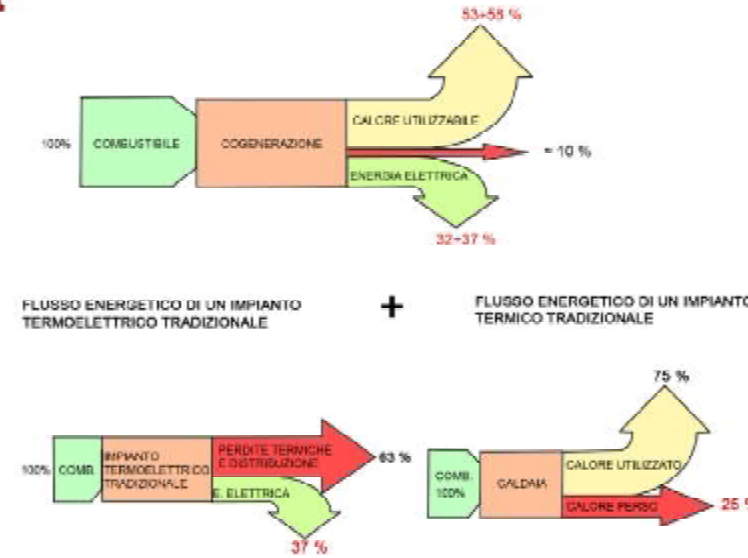 53÷58 %
CALORE UTILIZZABILE
100%
COMBUSTIBILE
COGENERAZIONE
= 10 %
ENERGIA ELETTRICA
32÷37 %
FLUSSO ENERGETICO DI UN IMPIANTO
TERMOELETTRICO TRADIZIONALE
+
FLUSSO ENERGETICO DI UN IMPIANTO
TERMICO TRADIZIONALE
100%
COMB.
IMPIANTO
TERMOELETTRICO
TRADIZIONALE
PERDITE TERMICHE
E DISTRIBUZIONE
63 %
E. ELETTRICA
37 %
75 %
COMB.
100%
CALDAIA
CALORE UTILIZZATO
CALORE PERSO
25 %